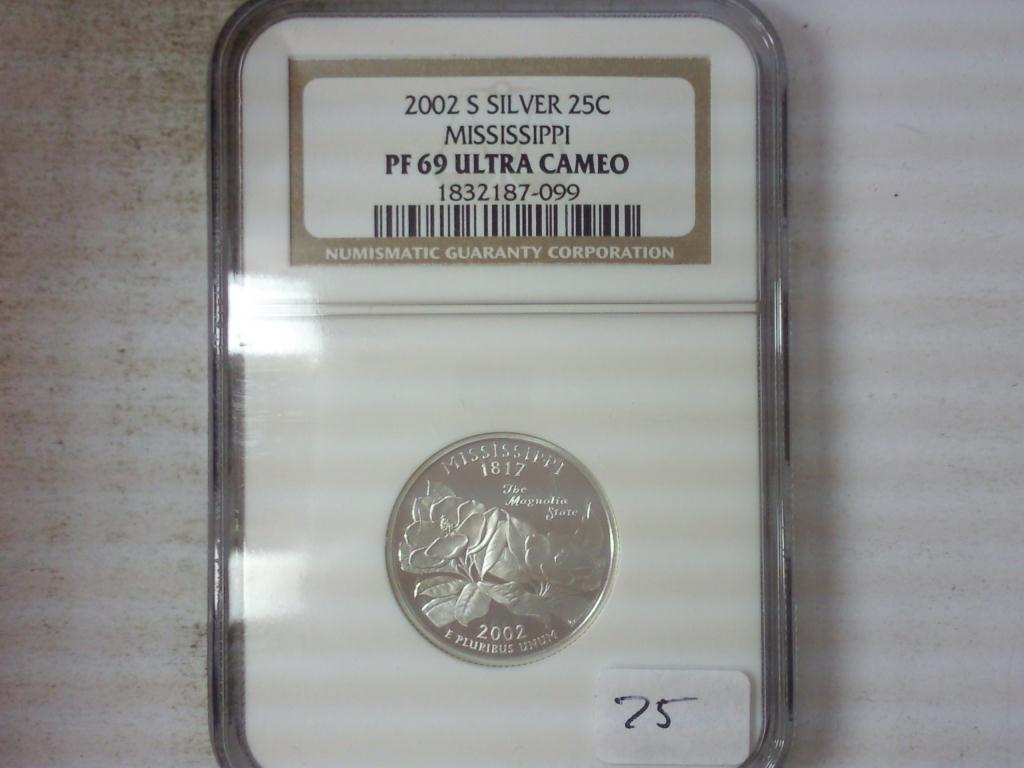 2002 S SILVER 25C
MISSISSIPPI
PF 69 ULTRA CAMEO
1832187-099
NUMISMATIC GUARANTY CORPORATION
MISSISSIPPI
1817
The
Magnolia
State
2002
E PLURIBUS UNUM
25